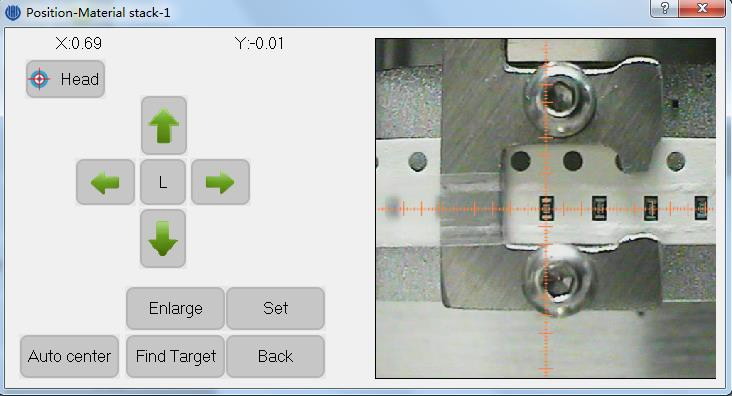 Position-Material stack-1
X:0.69 Y:-0.01
Head
L
Enlarge Set
Auto center Find Target Back